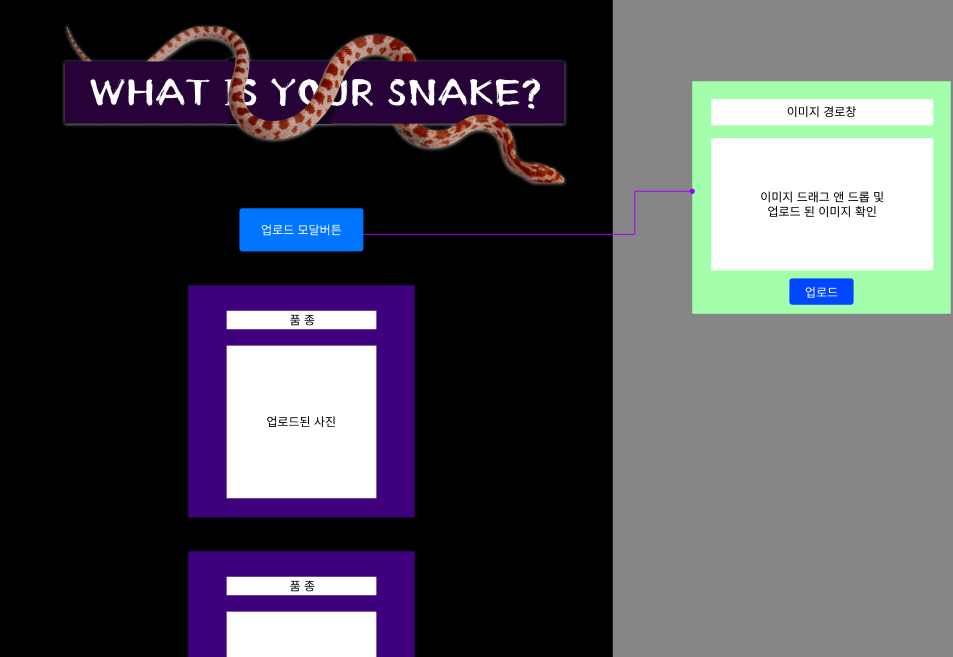 WHAT IS YOUR SNAKE?
업로드 모달버튼
이미지 경로창
이미지 드래그 앤 드롭 및
업로드 된 이미지 확인
업로드
품 종
업로드된 사진
품 종